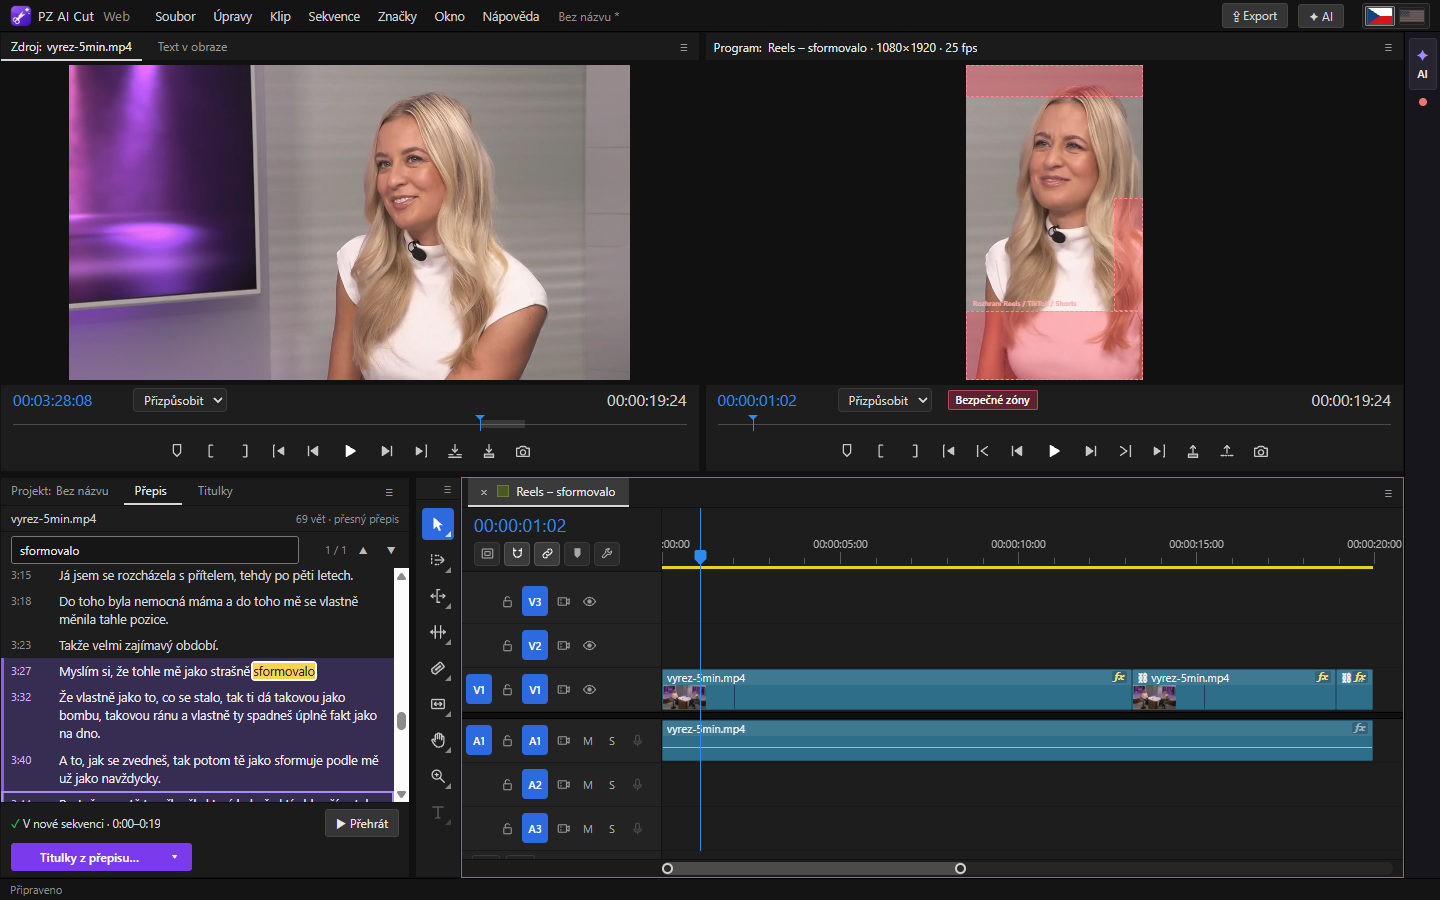 PZ AI Cut Web Soubor Úpravy Klip Sekvence Značky Okno Nápověda Bez názvu * Export AI
Zdroj: vyrez-5min.mp4 Text v obraze
Program: Reels – sformovalo · 1080×1920 · 25 fps
AI
Rozhraní Reels / TikTok / Shorts
00:03:28:08 Přizpůsobit 00:00:19:24
00:00:01:02 Přizpůsobit Bezpečné zóny 00:00:19:24
Projekt: Bez názvu Přepis Titulky
vyrez-5min.mp4 69 vět · přesný přepis
sformovalo 1 / 1
3:15 Já jsem se rozcházela s přítelem, tehdy po pěti letech.
3:18 Do toho byla nemocná máma a do toho mě se vlastně
měnila tahle pozice.
3:23 Takže velmi zajímavý období.
3:27 Myslím si, že tohle mě jako strašně sformovalo
3:32 Že vlastně jako to, co se stalo, tak ti dá takovou jako
bombu, takovou ránu a vlastně ty spadneš úplně fakt jako
na dno.
3:40 A to, jak se zvedneš, tak potom tě jako sformuje podle mě
už jako navždycky.
✓ V nové sekvenci · 0:00–0:19 Přehrát
Titulky z přepisu...
× Reels – sformovalo
00:00:01:02
:00:00 00:00:05:00 00:00:10:00 00:00:15:00 00:00:20:00
V3
V2
V1 V1 vyrez-5min.mp4 fx vyrez-5min.mp4 fx fx
A1 A1 M S vyrez-5min.mp4 fx
A2 M S
A3 M S
Připraveno